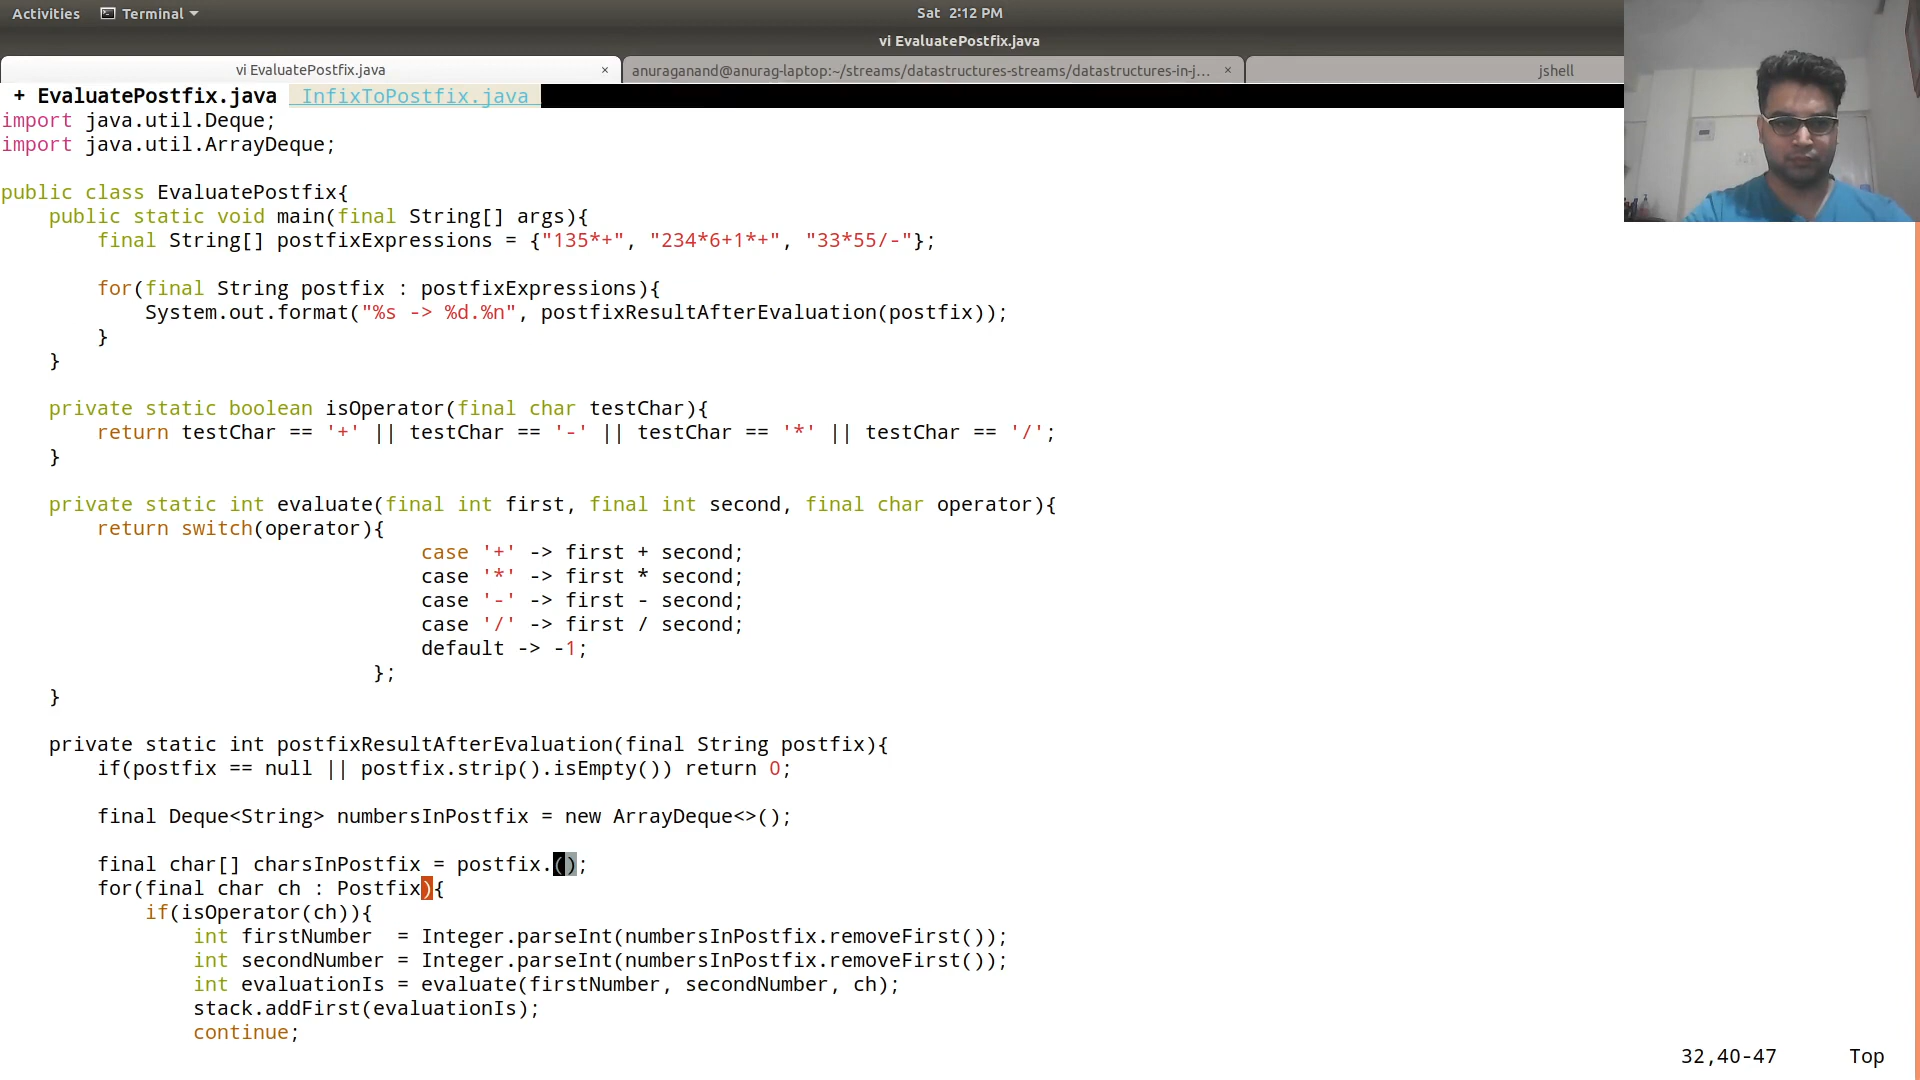 Activities Terminal Sat 2:12 PM
vi EvaluatePostfix.java
vi EvaluatePostfix.java × anuraganand@anurag-laptop:~/streams/datastructures-streams/datastructures-in-j... × jshell
+ EvaluatePostfix.java InfixToPostfix.java
import java.util.Deque;
import java.util.ArrayDeque;
public class EvaluatePostfix{
public static void main(final String[] args){
final String[] postfixExpressions = {"135*+", "234*6+1*+", "33*55/-"};
for(final String postfix : postfixExpressions){
System.out.format("%s -> %d.%n", postfixResultAfterEvaluation(postfix));
}
}
private static boolean isOperator(final char testChar){
return testChar == '+' || testChar == '-' || testChar == '*' || testChar == '/';
}
private static int evaluate(final int first, final int second, final char operator){
return switch(operator){
case '+' -> first + second;
case '*' -> first * second;
case '-' -> first - second;
case '/' -> first / second;
default -> -1;
};
}
private static int postfixResultAfterEvaluation(final String postfix){
if(postfix == null || postfix.strip().isEmpty()) return 0;
final Deque<String> numbersInPostfix = new ArrayDeque<>();
final char[] charsInPostfix = postfix.();
for(final char ch : Postfix){
if(isOperator(ch)){
int firstNumber  = Integer.parseInt(numbersInPostfix.removeFirst());
int secondNumber = Integer.parseInt(numbersInPostfix.removeFirst());
int evaluationIs = evaluate(firstNumber, secondNumber, ch);
stack.addFirst(evaluationIs);
continue;
32,40-47 Top